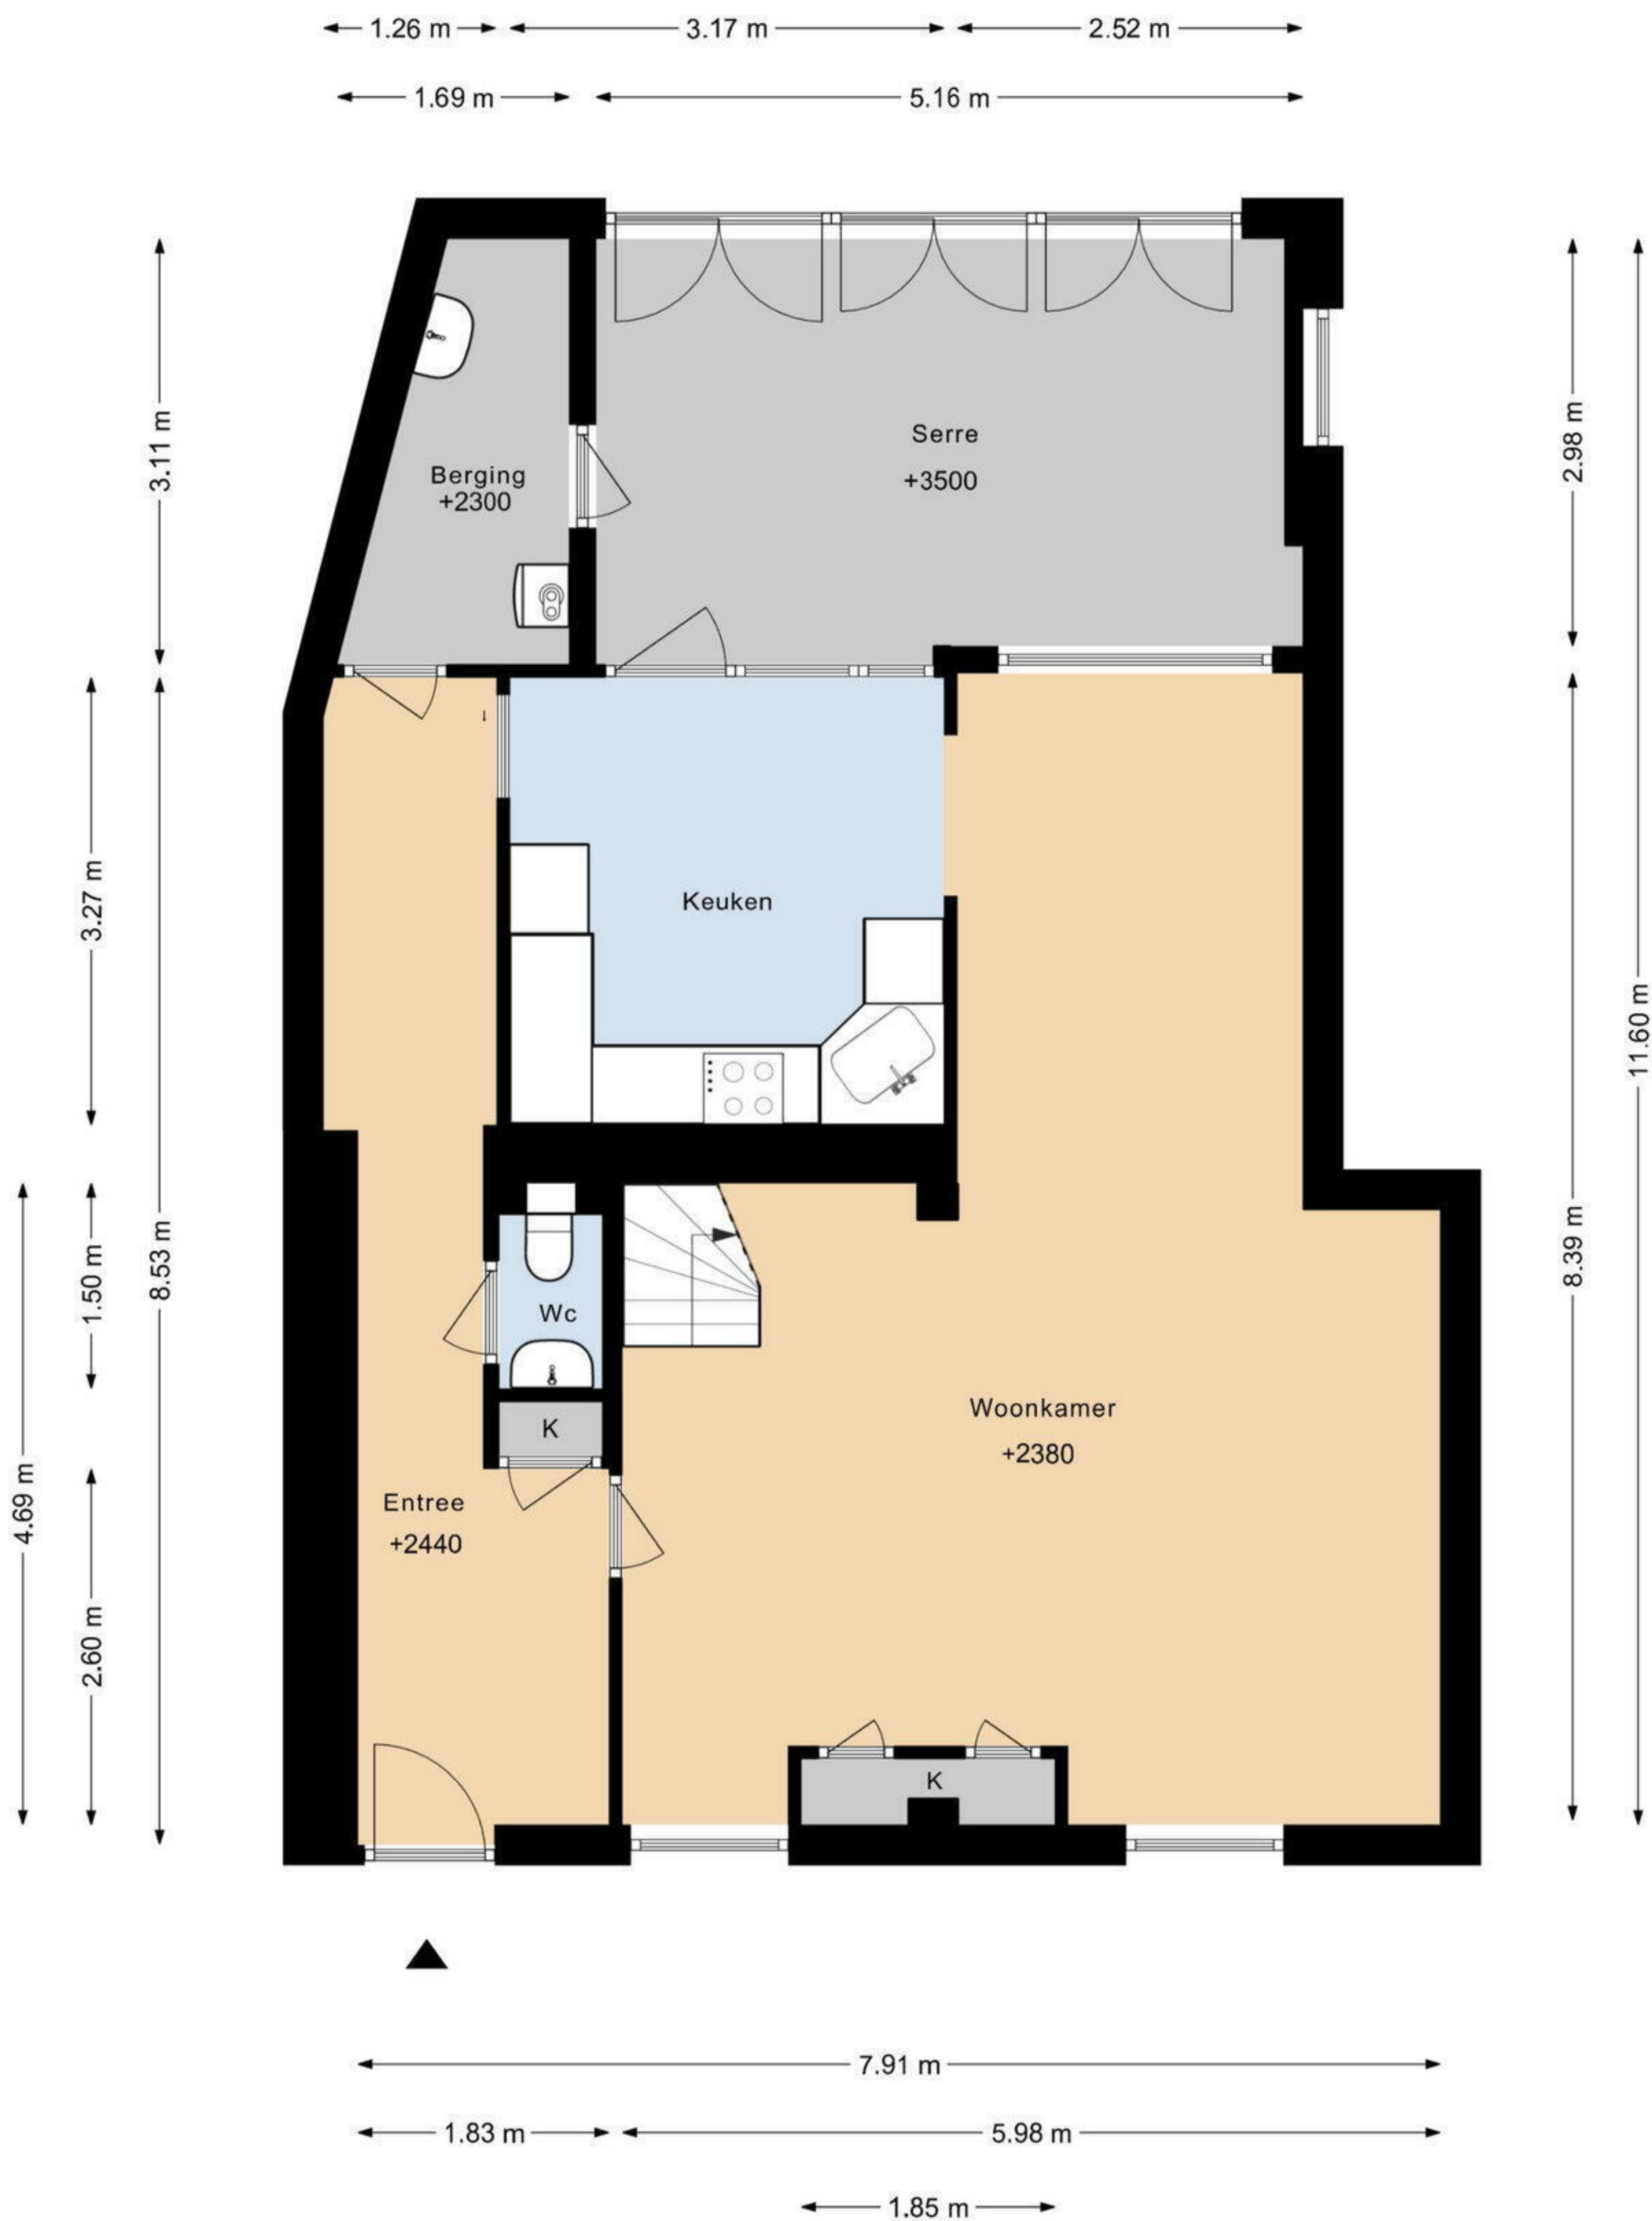 1.26 m
3.17 m
2.52 m
1.69 m
5.16 m
3.11 m
2.98 m
Serre
+3500
Berging
+2300
3.27 m
Keuken
11.60 m
8.53 m
8.39 m
1.50 m
Wc
Woonkamer
+2380
K
4.69 m
Entree
+2440
2.60 m
K
7.91 m
1.83 m
5.98 m
1.85 m